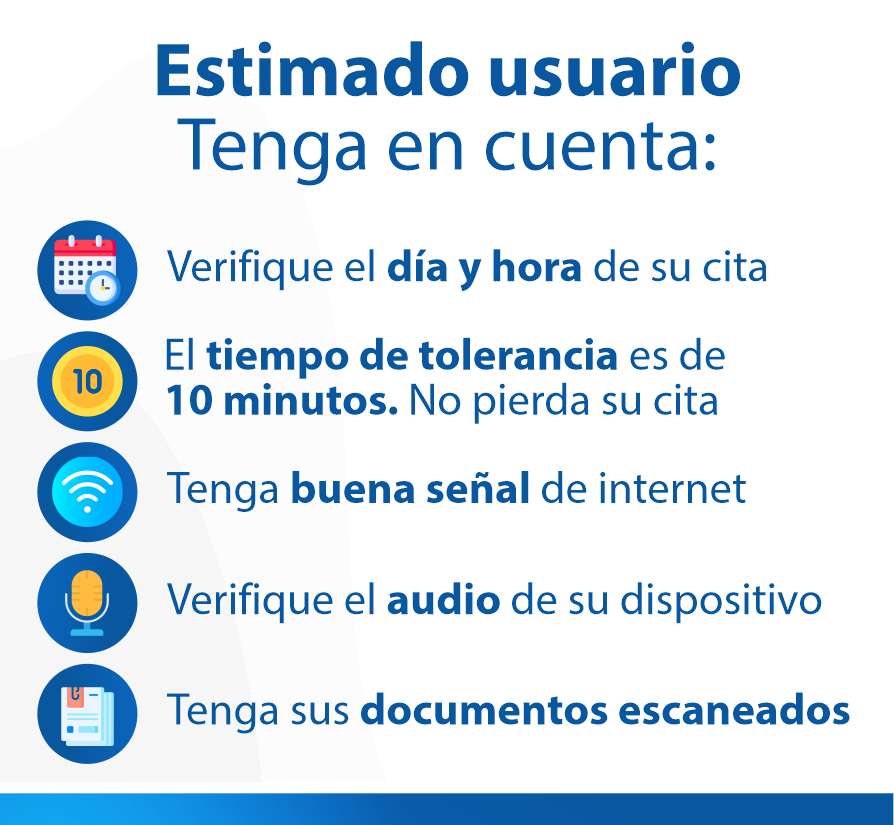 Estimado usuario
Tenga en cuenta:
Verifique el día y hora de su cita
10
El tiempo de tolerancia es de
10 minutos. No pierda su cita
Tenga buena señal de internet
Verifique el audio de su dispositivo
Tenga sus documentos escaneados